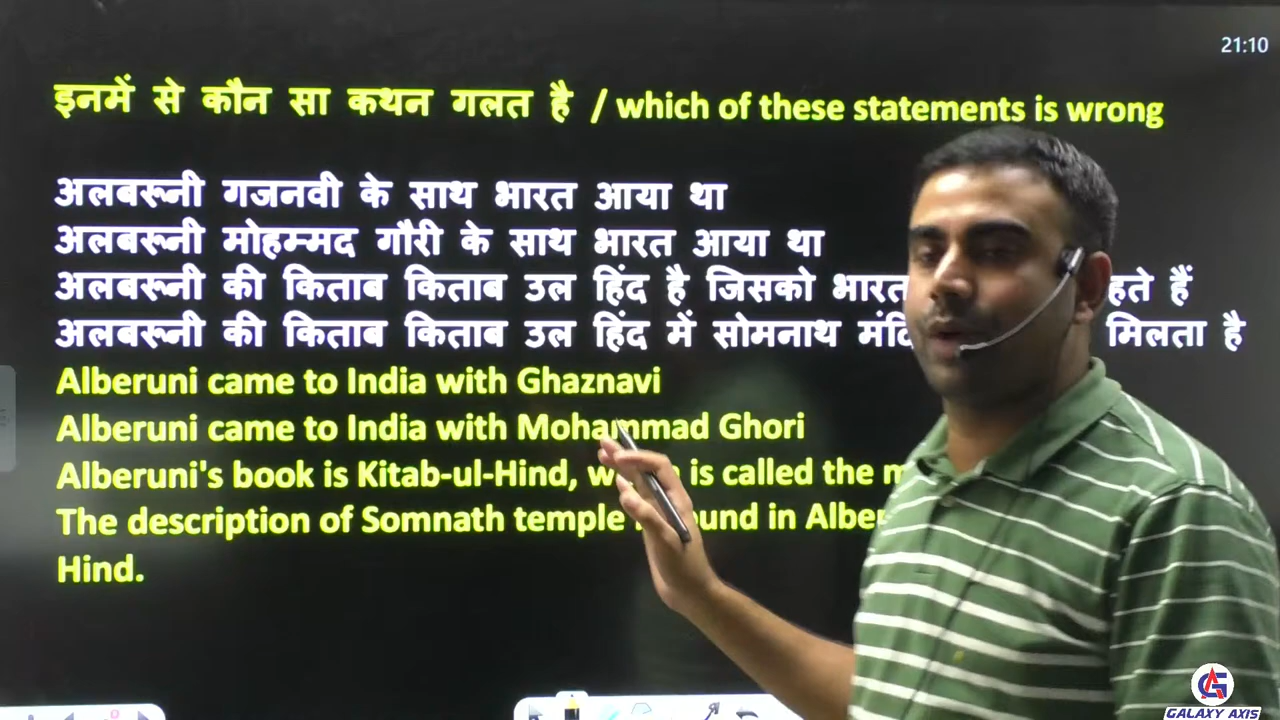 21:10
इनमें से कौन सा कथन गलत है / which of these statements is wrong
अलबरूनी गजनवी के साथ भारत आया था
अलबरूनी मोहम्मद गौरी के साथ भारत आया था
अलबरूनी की किताब किताब उल हिंद है जिसको भारत हैं
अलबरूनी की किताब किताब उल हिंद में सोमनाथ मिलता है
Alberuni came to India with Ghaznavi
Alberuni came to India with Mohammad Ghori
Alberuni's book is Kitab-ul-Hind, is called the
The description of Somnath temple in
Hind.
GALAXY AXIS